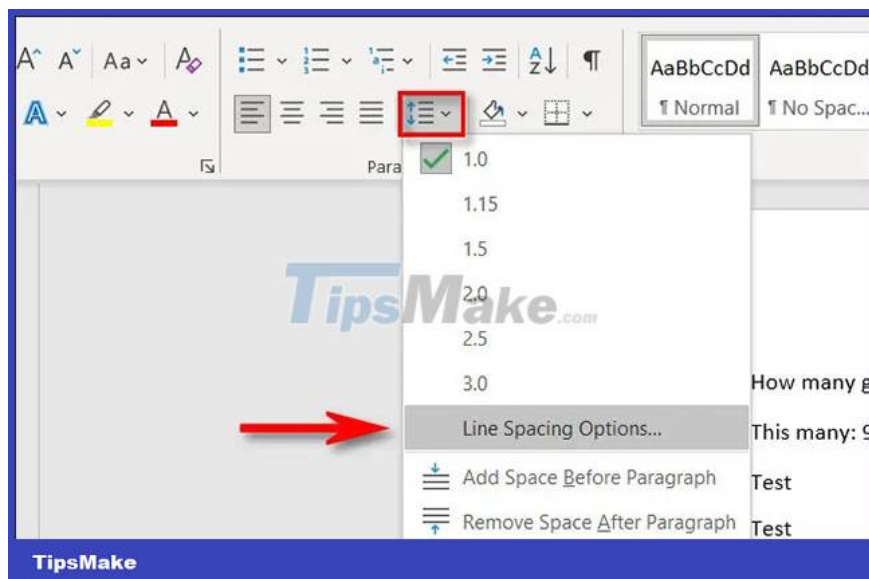 Aa
A
Z
¶
AaBbCcDd AaBbCcDd
¶ Normal ¶ No Spac...
A A
Para
1.0
1.15
1.5
2.0
TipsMake.com
2.5
3.0
How many
Line Spacing Options...
This many: 9
Add Space Before Paragraph
Test
Remove Space After Paragraph
Test
TipsMake